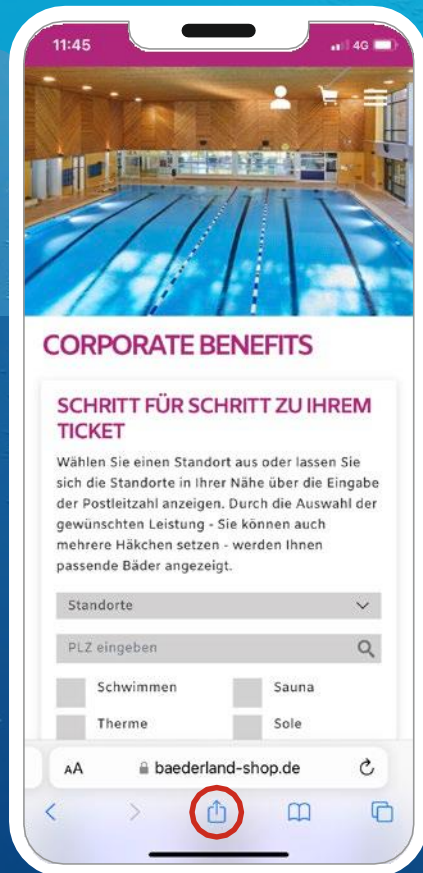 11:45
4G
CORPORATE BENEFITS
SCHRITT FÜR SCHRITT ZU IHREM
TICKET
Wählen Sie einen Standort aus oder lassen Sie
sich die Standorte in Ihrer Nähe über die Eingabe
der Postleitzahl anzeigen. Durch die Auswahl der
gewünschten Leistung - Sie können auch
mehrere Häkchen setzen - werden Ihnen
passende Bäder angezeigt.
Standorte
PLZ eingeben
Schwimmen Sauna
Therme Sole
AA baederland-shop.de